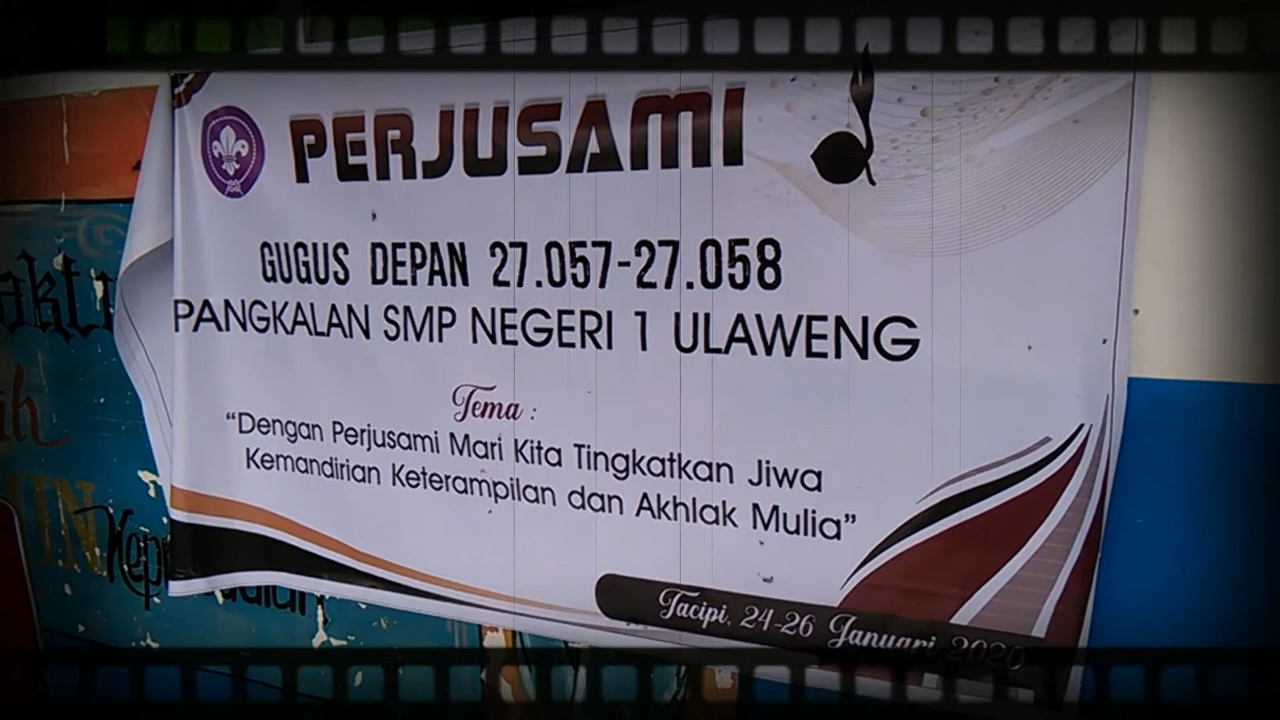 PERJUSAMI
GUGUS DEPAN 27.057-27.058
PANGKALAN SMP NEGERI 1 ULAWENG
Tema :
“Dengan Perjusami Mari Kita Tingkatkan Jiwa
Kemandirian Keterampilan dan Akhlak Mulia”
Tacipi, 24-26 Januari 2020